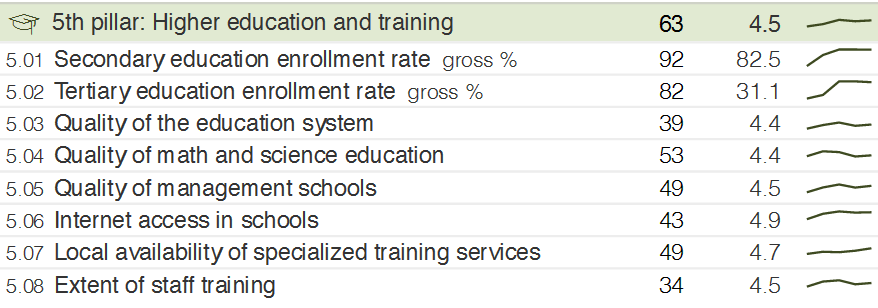 5th pillar: Higher education and training 63 4.5
5.01 Secondary education enrollment rate gross % 92 82.5
5.02 Tertiary education enrollment rate gross % 82 31.1
5.03 Quality of the education system 39 4.4
5.04 Quality of math and science education 53 4.4
5.05 Quality of management schools 49 4.5
5.06 Internet access in schools 43 4.9
5.07 Local availability of specialized training services 49 4.7
5.08 Extent of staff training 34 4.5